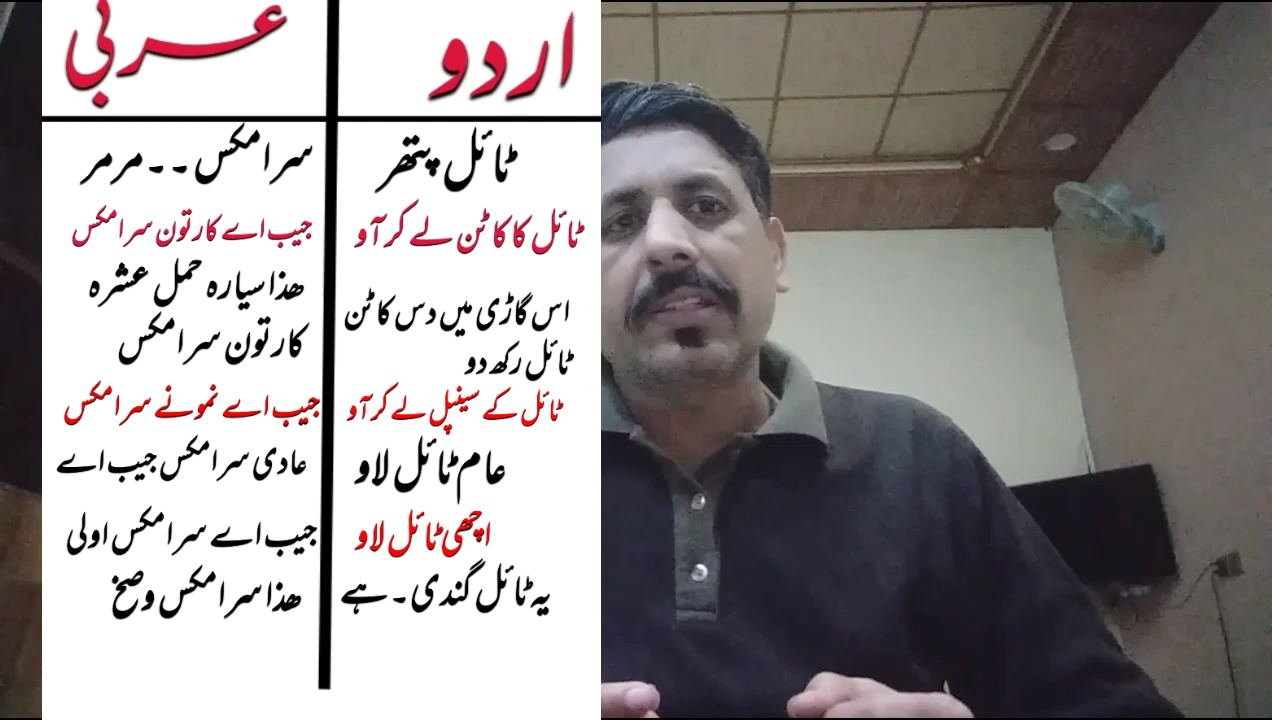 اردو
عربی
ٹائل پتھر
سرامکس ۔۔ مرمر
ٹائل کا کاٹن لے کر آو
جیب اے کارتون سرامکس
اس گاڑی میں دس کاٹن
ٹائل رکھ دو
ھذا سیارہ حمل عشرہ
کارتون سرامکس
ٹائل کے سینپل لے کر آو
جیب اے نمونے سرامکس
عام ٹائل لاو
عادی سرامکس جیب اے
اچھی ٹائل لاو
جیب اے سرامکس اولی
یہ ٹائل گندی ۔ ہے
ھذا سرامکس وصخ